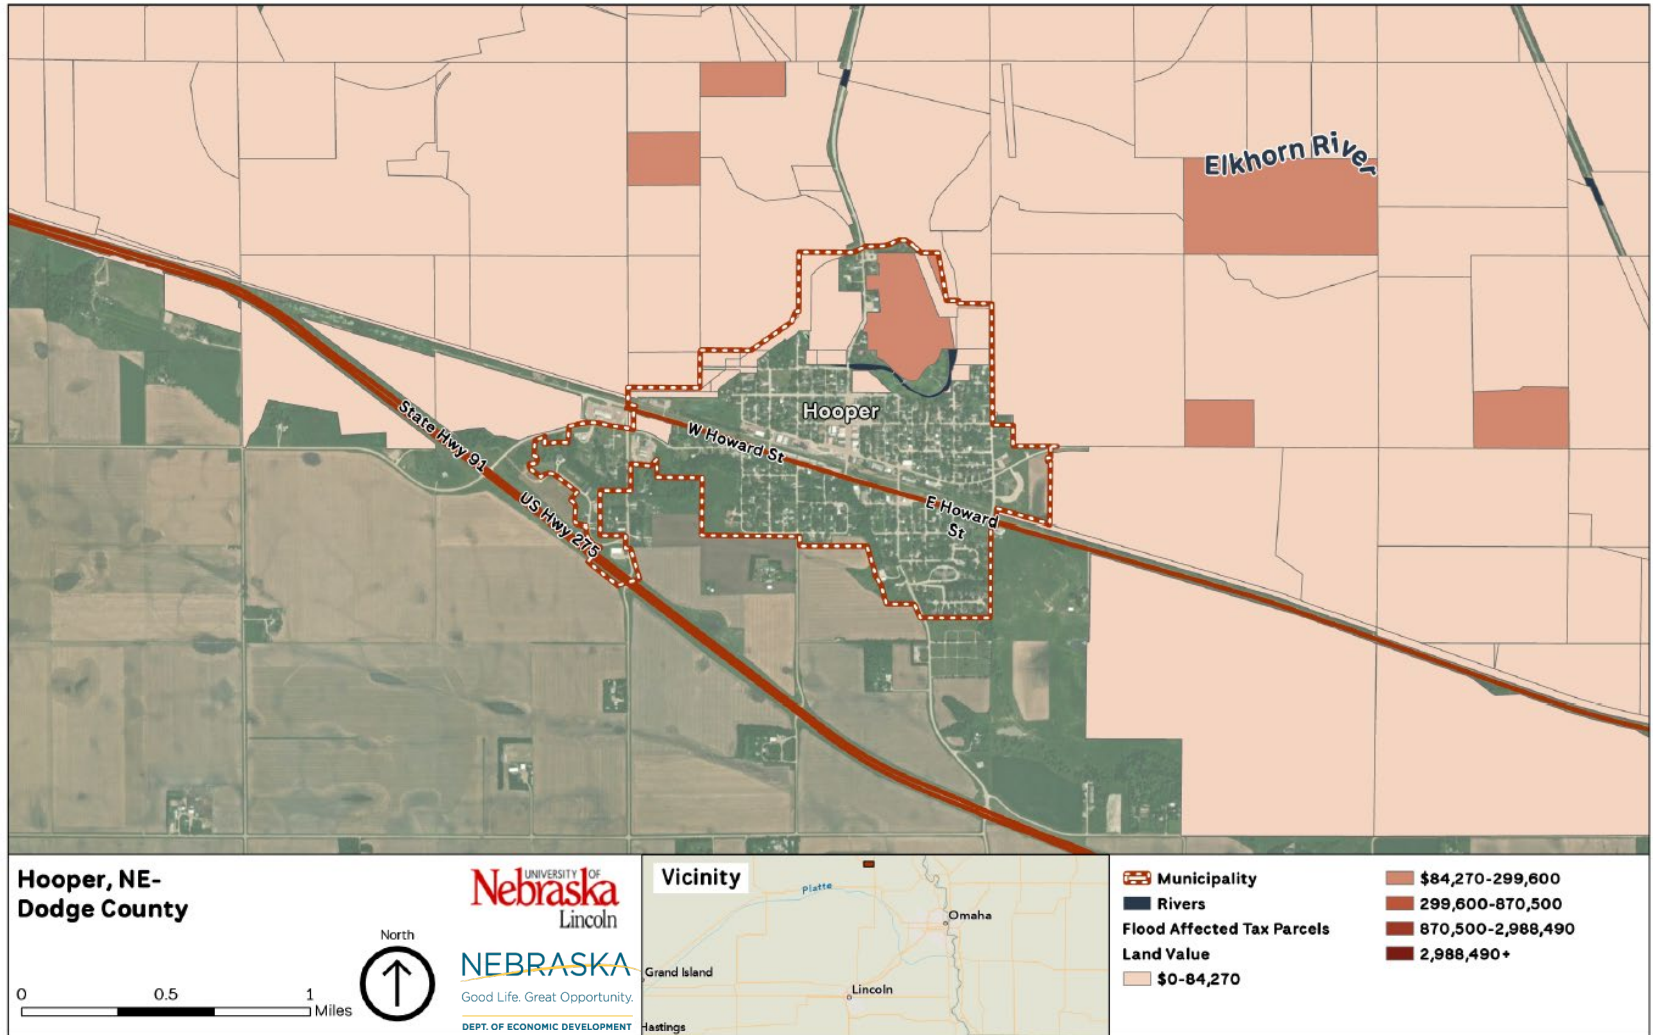 Elkhorn River
Hooper
State Hwy 91
W Howard St
US Hwy 275
E Howard
St
Hooper, NE-
Dodge County
0
0.5
1
Miles
North
UNIVERSITY OF
Nebraska
Lincoln
NEBRASKA
Good Life. Great Opportunity.
DEPT. OF ECONOMIC DEVELOPMENT
Vicinity
Platte
Omaha
Grand Island
Lincoln
Hastings
Municipality
Rivers
Flood Affected Tax Parcels
Land Value
$0-84,270
$84,270-299,600
299,600-870,500
870,500-2,988,490
2,988,490+